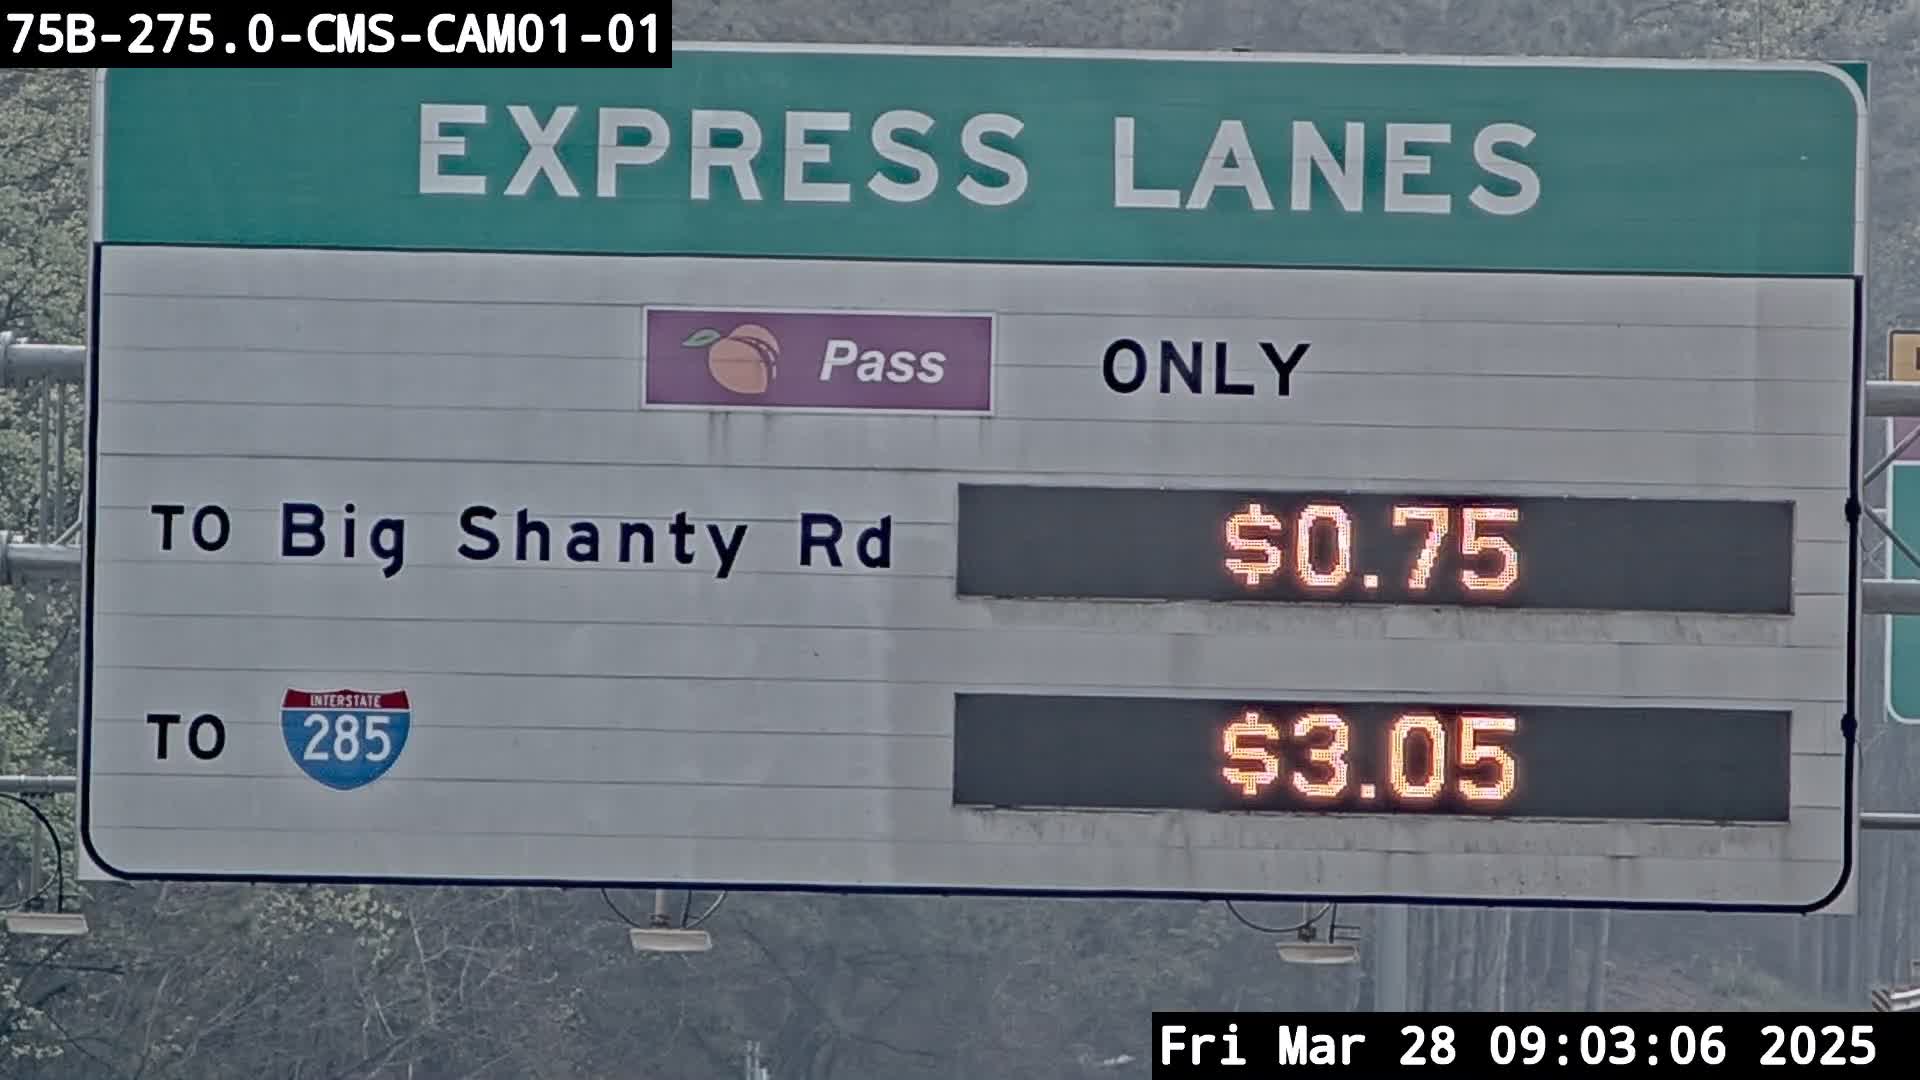 75B-275.0-CMS-CAM01-01
EXPRESS LANES
Pass ONLY
TO Big Shanty Rd $0.75
INTERSTATE
TO 285 $3.05
Fri Mar 28 09:03:06 2025